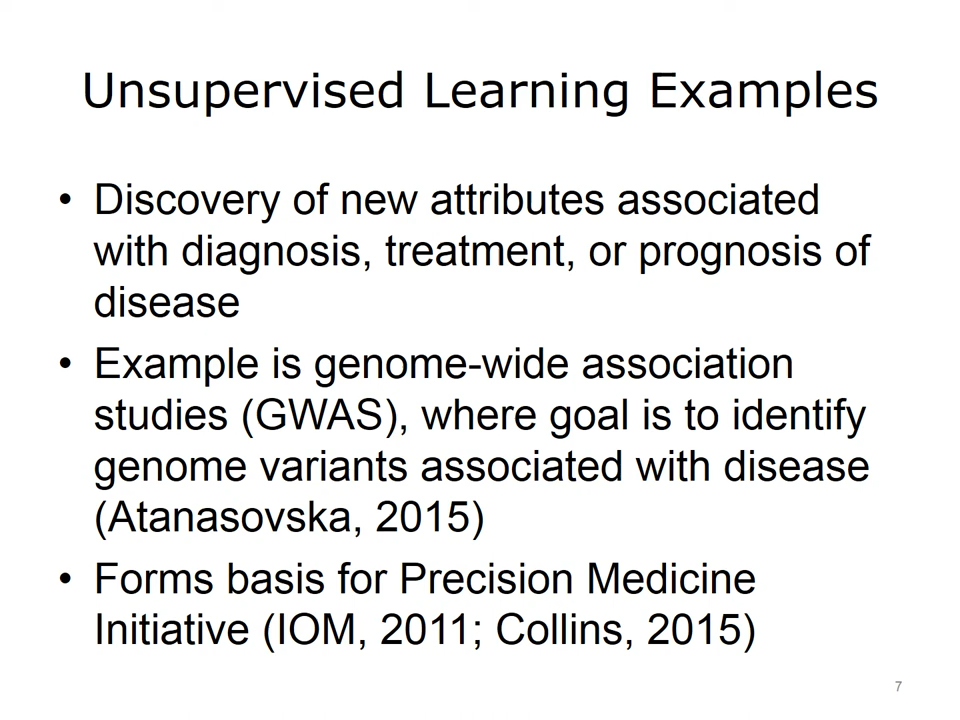 Unsupervised Learning Examples
• Discovery of new attributes associated
with diagnosis, treatment, or prognosis of
disease
• Example is genome-wide association
studies (GWAS), where goal is to identify
genome variants associated with disease
(Atanasovska, 2015)
• Forms basis for Precision Medicine
Initiative (IOM, 2011; Collins, 2015)
7